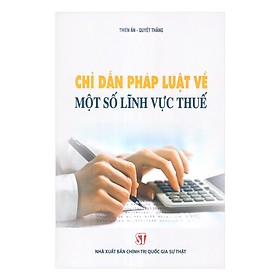 THIÊN ÂN - QUYẾT THẮNG
CHỈ DẪN PHÁP LUẬT VỀ
MỘT SỐ LĨNH VỰC THUẾ
ST
NHÀ XUẤT BẢN CHÍNH TRỊ QUỐC GIA SỰ THẬT